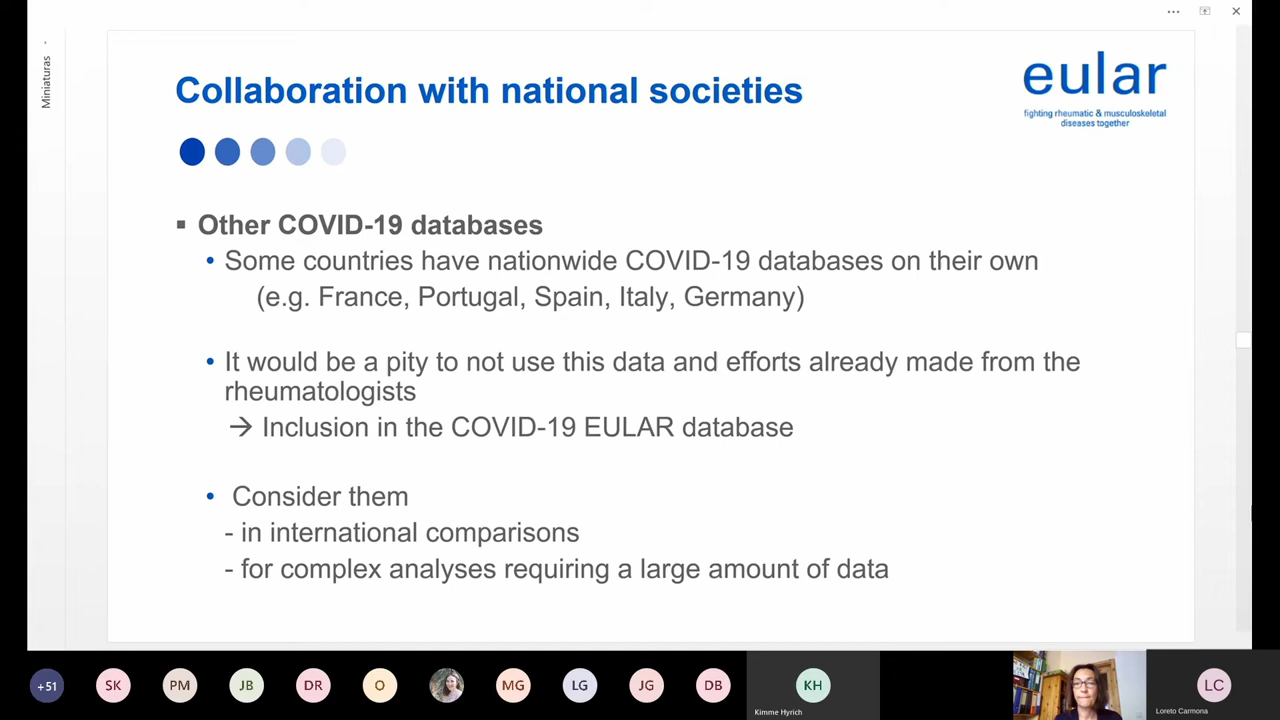 Miniaturas
Collaboration with national societies
eular
fighting rheumatic & musculoskeletal
diseases together
▪ Other COVID-19 databases
• Some countries have nationwide COVID-19 databases on their own
(e.g. France, Portugal, Spain, Italy, Germany)
• It would be a pity to not use this data and efforts already made from the
rheumatologists
→ Inclusion in the COVID-19 EULAR database
• Consider them
- in international comparisons
- for complex analyses requiring a large amount of data
+51
SK
PM
JB
DR
O
MG
LG
JG
DB
KH
Kimme Hyrich
LC
Loreto Carmona